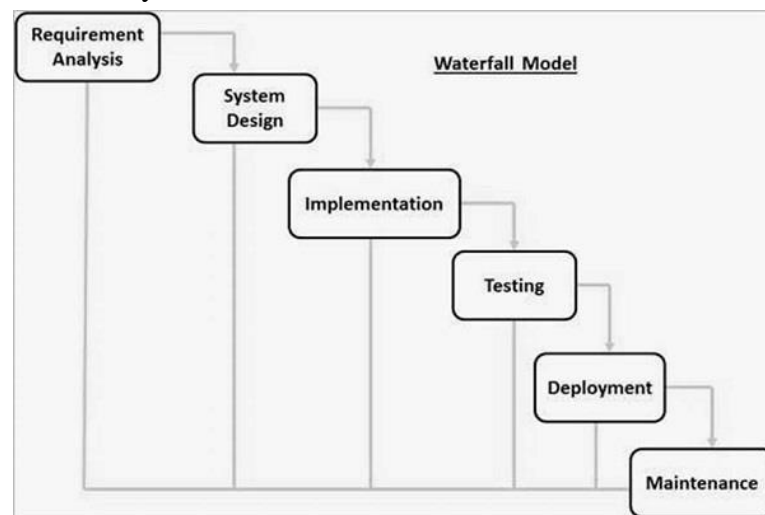 Requirement
Analysis
Waterfall Model
System
Design
Implementation
Testing
Deployment
Maintenance